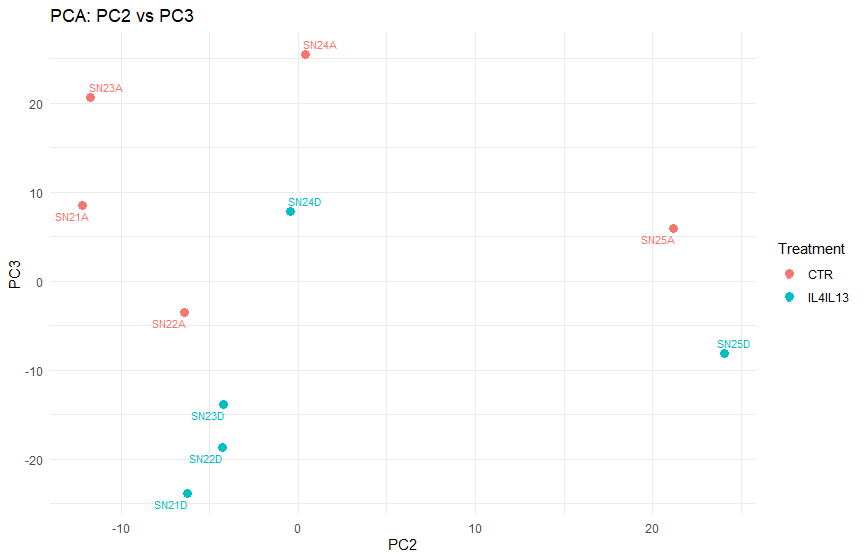 PCA: PC2 vs PC3
SN24A
SN23A
20
10
SN24D
SN21A
SN25A
Treatment
CTR
IL4IL13
PC3
0
SN22A
SN25D
-10
SN23D
SN22D
-20
SN21D
-10
0
10
20
PC2